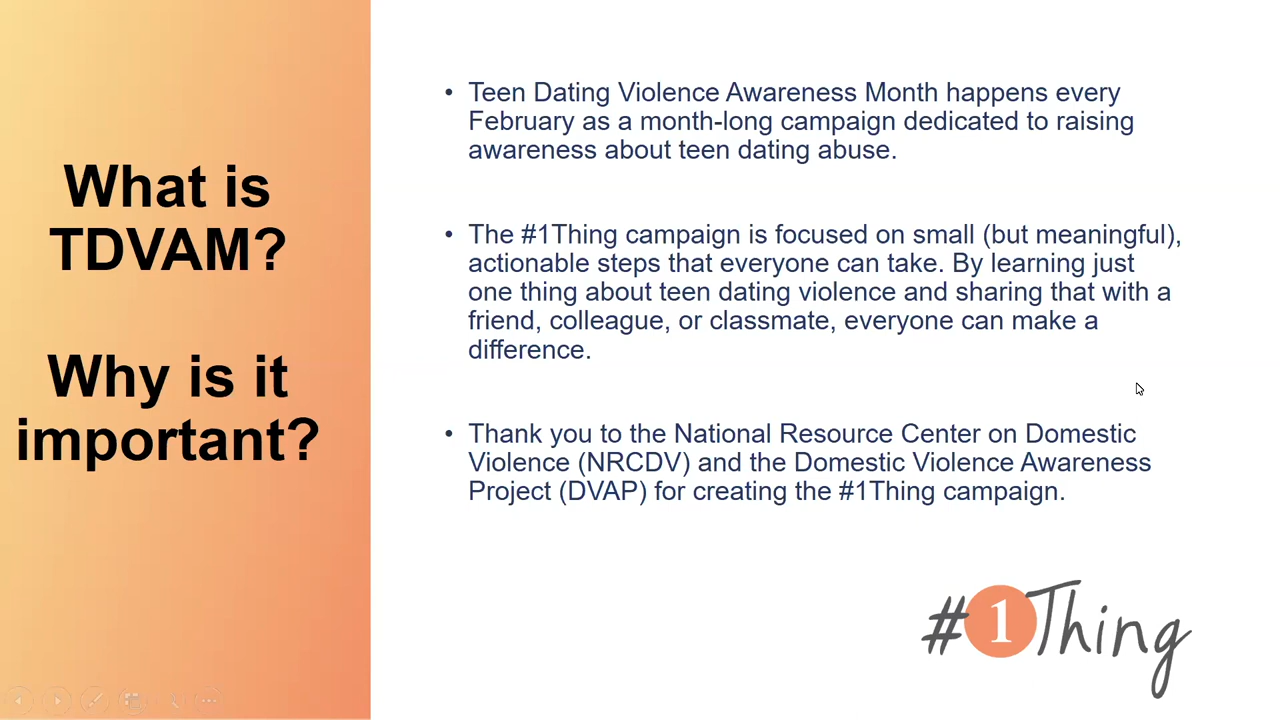 What is
TDVAM?
Why is it
important?
• Teen Dating Violence Awareness Month happens every
February as a month-long campaign dedicated to raising
awareness about teen dating abuse.
• The #1Thing campaign is focused on small (but meaningful),
actionable steps that everyone can take. By learning just
one thing about teen dating violence and sharing that with a
friend, colleague, or classmate, everyone can make a
difference.
• Thank you to the National Resource Center on Domestic
Violence (NRCDV) and the Domestic Violence Awareness
Project (DVAP) for creating the #1Thing campaign.
#1Thing